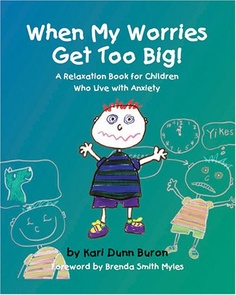 When My Worries
Get Too Big!
A Relaxation Book for Children
Who Live with Anxiety
Yikes
by Kari Dunn Buron
Foreword by Brenda Smith Myles